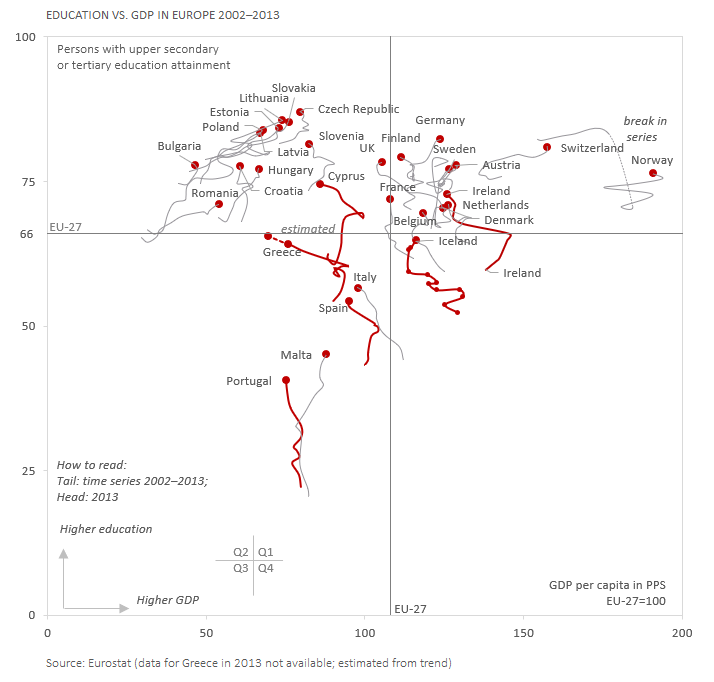 EDUCATION VS. GDP IN EUROPE 2002–2013
100
Persons with upper secondary
or tertiary education attainment
Slovakia
Lithuania
Estonia
Czech Republic
Poland
Germany
break in
series
Bulgaria
Latvia
Slovenia
UK
Finland
Sweden
Switzerland
Hungary
Cyprus
Austria
Norway
75
Romania
Croatia
France
Ireland
Netherlands
Belgium
Denmark
EU-27
66
estimated
Greece
Iceland
Italy
Ireland
Spain
50
Malta
Portugal
25
How to read:
Tail: time series 2002–2013;
Head: 2013
Higher education
Q2 Q1
Q3 Q4
Higher GDP
GDP per capita in PPS
EU-27=100
EU-27
0
0 50 100 150 200
Source: Eurostat (data for Greece in 2013 not available; estimated from trend)